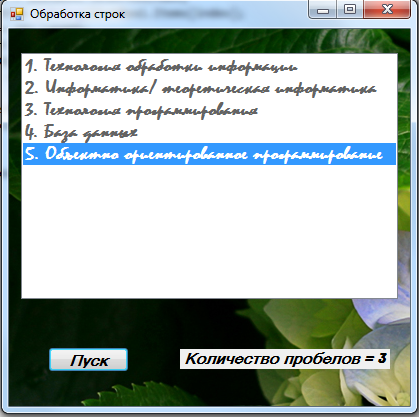 Обработка строк
1. Технология обработки информации
2. Информатика/ теоретическая информатика
3. Технология программирования
4. База данных
5. Объектно ориентированное программирование
Пуск
Количество пробелов = 3